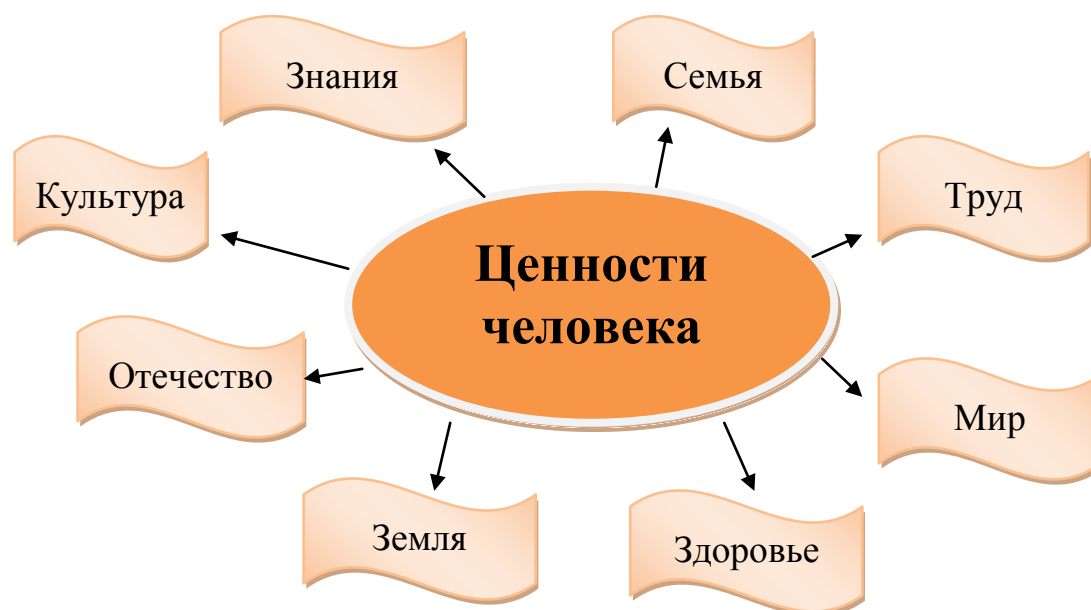 Знания
Семья
Культура
Труд
Ценности
человека
Отечество
Мир
Земля
Здоровье